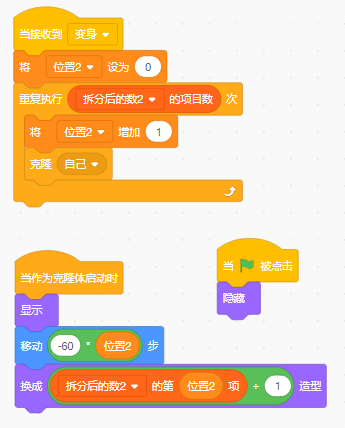 当接收到 变身
将 位置2 设为 0
重复执行 拆分后的数2 的项目数 次
将 位置2 增加 1
克隆 自己
当作为克隆体启动时
显示
移动 -60 * 位置2 步
换成 拆分后的数2 的第 位置2 项 + 1 造型
当 被点击
隐藏